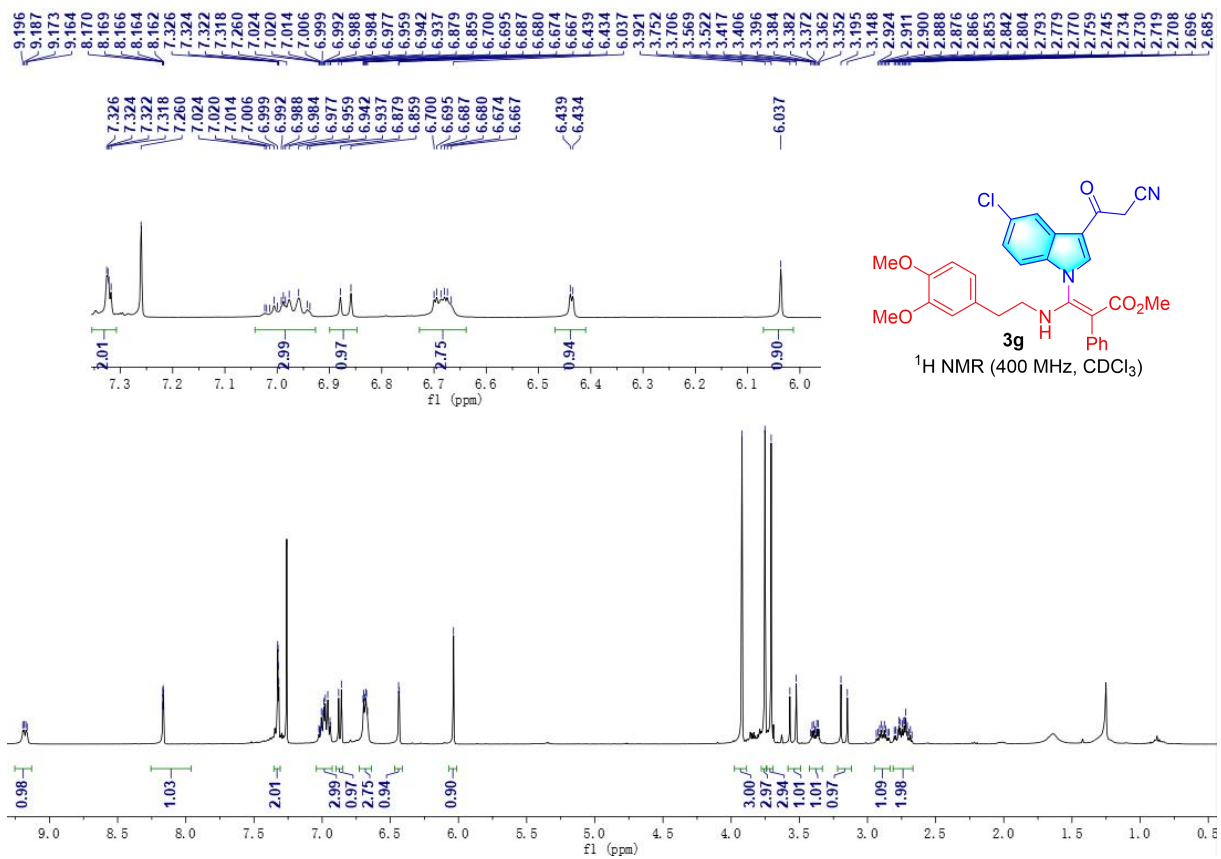 9.196 9.187 9.173 9.164 8.170 8.169 8.166 8.164 8.162 7.326 7.324 7.322 7.318 7.260 7.024 7.020 7.014 7.006 6.999 6.992 6.988 6.984 6.977 6.959 6.942 6.937 6.879 6.859 6.700 6.695 6.687 6.680 6.674 6.667 6.439 6.434 6.037 3.921 3.752 3.706 3.569 3.522 3.417 3.406 3.396 3.384 3.382 3.372 3.362 3.352 3.195 3.148 2.924 2.911 2.900 2.888 2.876 2.866 2.853 2.842 2.804 2.793 2.779 2.770 2.759 2.745 2.734 2.730 2.719 2.708 2.696 2.685
7.326 7.324 7.322 7.318 7.260 7.024 7.020 7.014 7.006 6.999 6.992 6.988 6.984 6.977 6.959 6.942 6.937 6.879 6.859 6.700 6.695 6.687 6.680 6.674 6.667 6.439 6.434 6.037
2.01 2.99 0.97 2.75 0.94 0.90
7.3 7.2 7.1 7.0 6.9 6.8 6.7 6.6 6.5 6.4 6.3 6.2 6.1 6.0
f1 (ppm)
O
CN
Cl
N
MeO
CO₂Me
MeO
N
H
Ph
3g
¹H NMR (400 MHz, CDCl₃)
0.98 1.03 2.01 2.99 0.97 2.75 0.94 0.90 3.00 2.97 2.94 1.01 1.01 0.97 1.09 1.98
9.0 8.5 8.0 7.5 7.0 6.5 6.0 5.5 5.0 4.5 4.0 3.5 3.0 2.5 2.0 1.5 1.0 0.5
f1 (ppm)